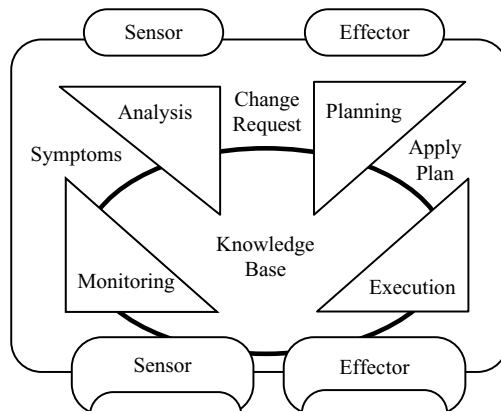 Sensor
Effector
Analysis
Change
Request
Planning
Symptoms
Apply
Plan
Knowledge
Base
Monitoring
Execution
Sensor
Effector